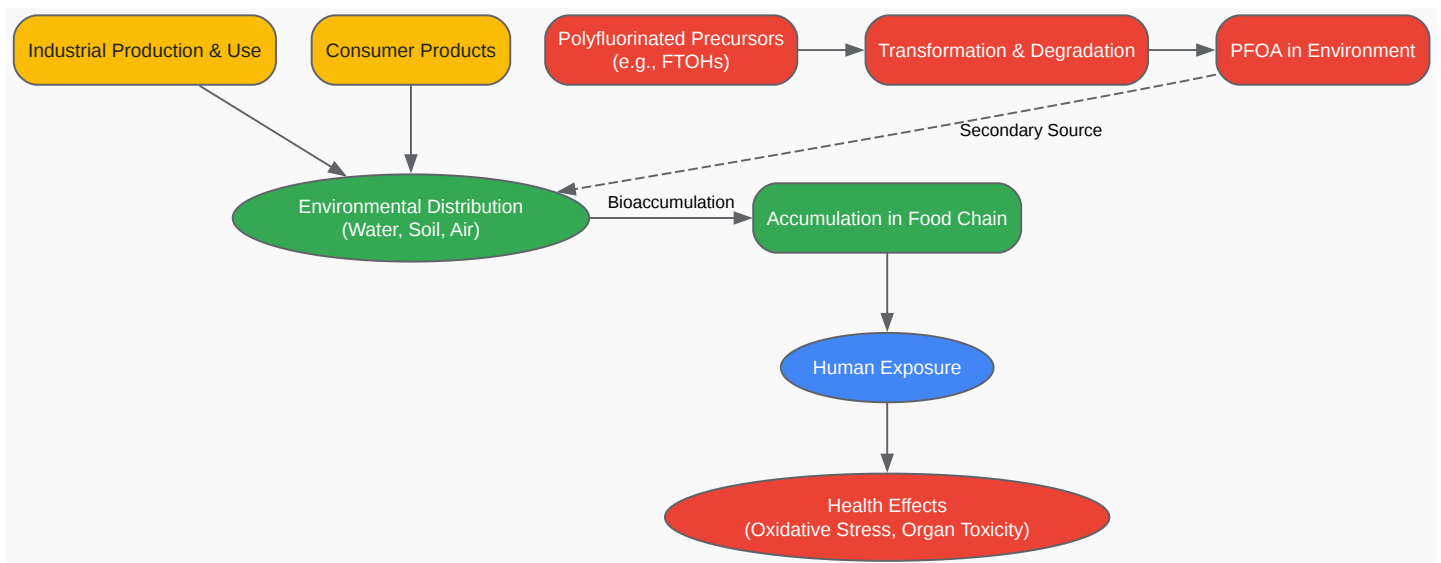 Industrial Production & Use
Consumer Products
Polyfluorinated Precursors
(e.g., FTOHs)
Transformation & Degradation
PFOA in Environment
Secondary Source
Environmental Distribution
(Water, Soil, Air)
Bioaccumulation
Accumulation in Food Chain
Human Exposure
Health Effects
(Oxidative Stress, Organ Toxicity)